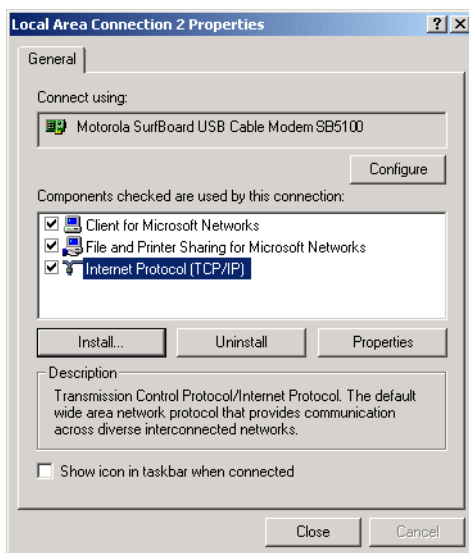 Local Area Connection 2 Properties
General
Connect using:
Motorola SurfBoard USB Cable Modem SB5100
Configure
Components checked are used by this connection:
Client for Microsoft Networks
File and Printer Sharing for Microsoft Networks
Internet Protocol (TCP/IP)
Install... Uninstall Properties
Description
Transmission Control Protocol/Internet Protocol. The default
wide area network protocol that provides communication
across diverse interconnected networks.
Show icon in taskbar when connected
Close Cancel